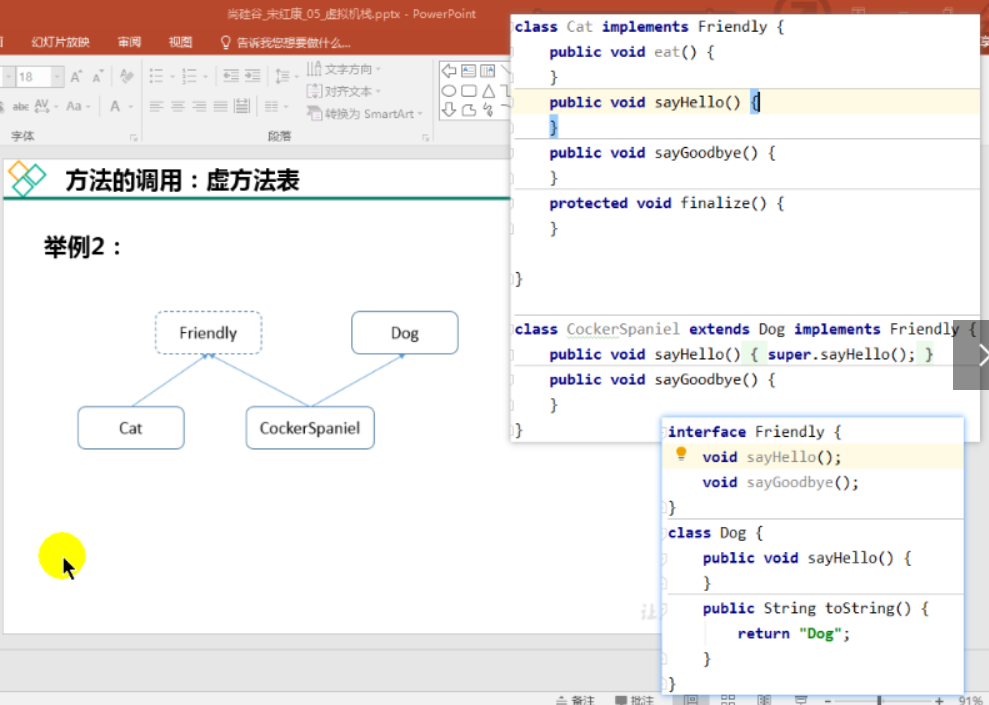 尚硅谷_宋红康_05_虚拟机栈.pptx - PowerPoint
幻灯片放映 审阅 视图 告诉我您想要做什么...
18 A A
文字方向
对齐文本
转换为 SmartArt
abc AV Aa A
字体 段落
方法的调用：虚方法表
举例2：
Friendly Dog
Cat CockerSpaniel
class Cat implements Friendly {
public void eat() {
}
public void sayHello() {
}
public void sayGoodbye() {
}
protected void finalize() {
}
}
class CockerSpaniel extends Dog implements Friendly {
public void sayHello() { super.sayHello(); }
public void sayGoodbye() {
}
}
interface Friendly {
void sayHello();
void sayGoodbye();
}
class Dog {
public void sayHello() {
}
public String toString() {
return "Dog";
}
}
备注 批注 91%